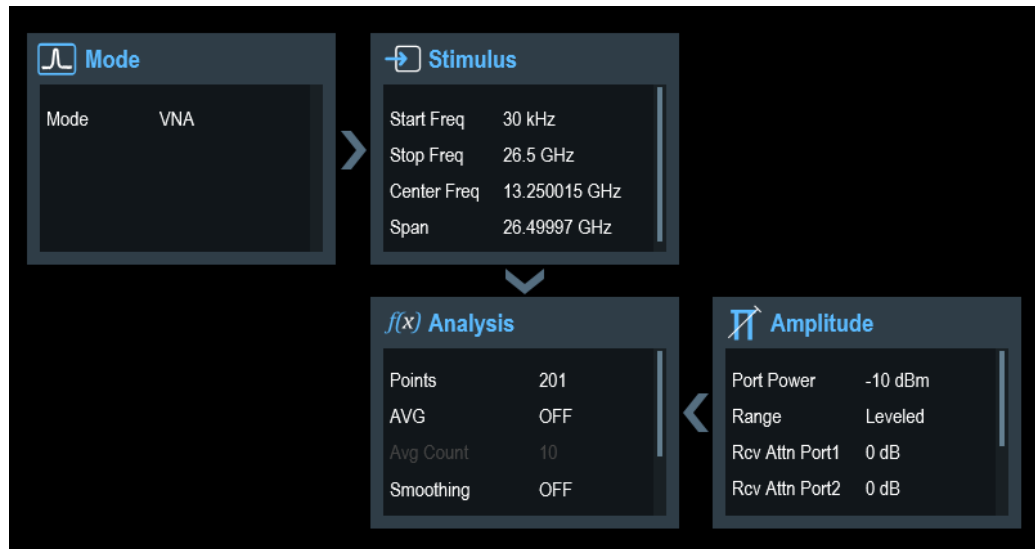 Mode
Mode VNA
Stimulus
Start Freq 30 kHz
Stop Freq 26.5 GHz
Center Freq 13.250015 GHz
Span 26.49997 GHz
f(x) Analysis
Points 201
AVG OFF
Avg Count 10
Smoothing OFF
Amplitude
Port Power -10 dBm
Range Leveled
Rcv Attn Port1 0 dB
Rcv Attn Port2 0 dB